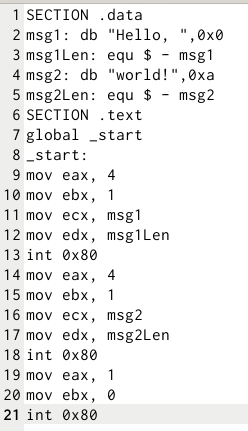 1 SECTION .data
2 msg1: db "Hello, ",0x0
3 msg1Len: equ $ - msg1
4 msg2: db "world!",0xa
5 msg2Len: equ $ - msg2
6 SECTION .text
7 global _start
8 _start:
9 mov eax, 4
10 mov ebx, 1
11 mov ecx, msg1
12 mov edx, msg1Len
13 int 0x80
14 mov eax, 4
15 mov ebx, 1
16 mov ecx, msg2
17 mov edx, msg2Len
18 int 0x80
19 mov eax, 1
20 mov ebx, 0
21 int 0x80